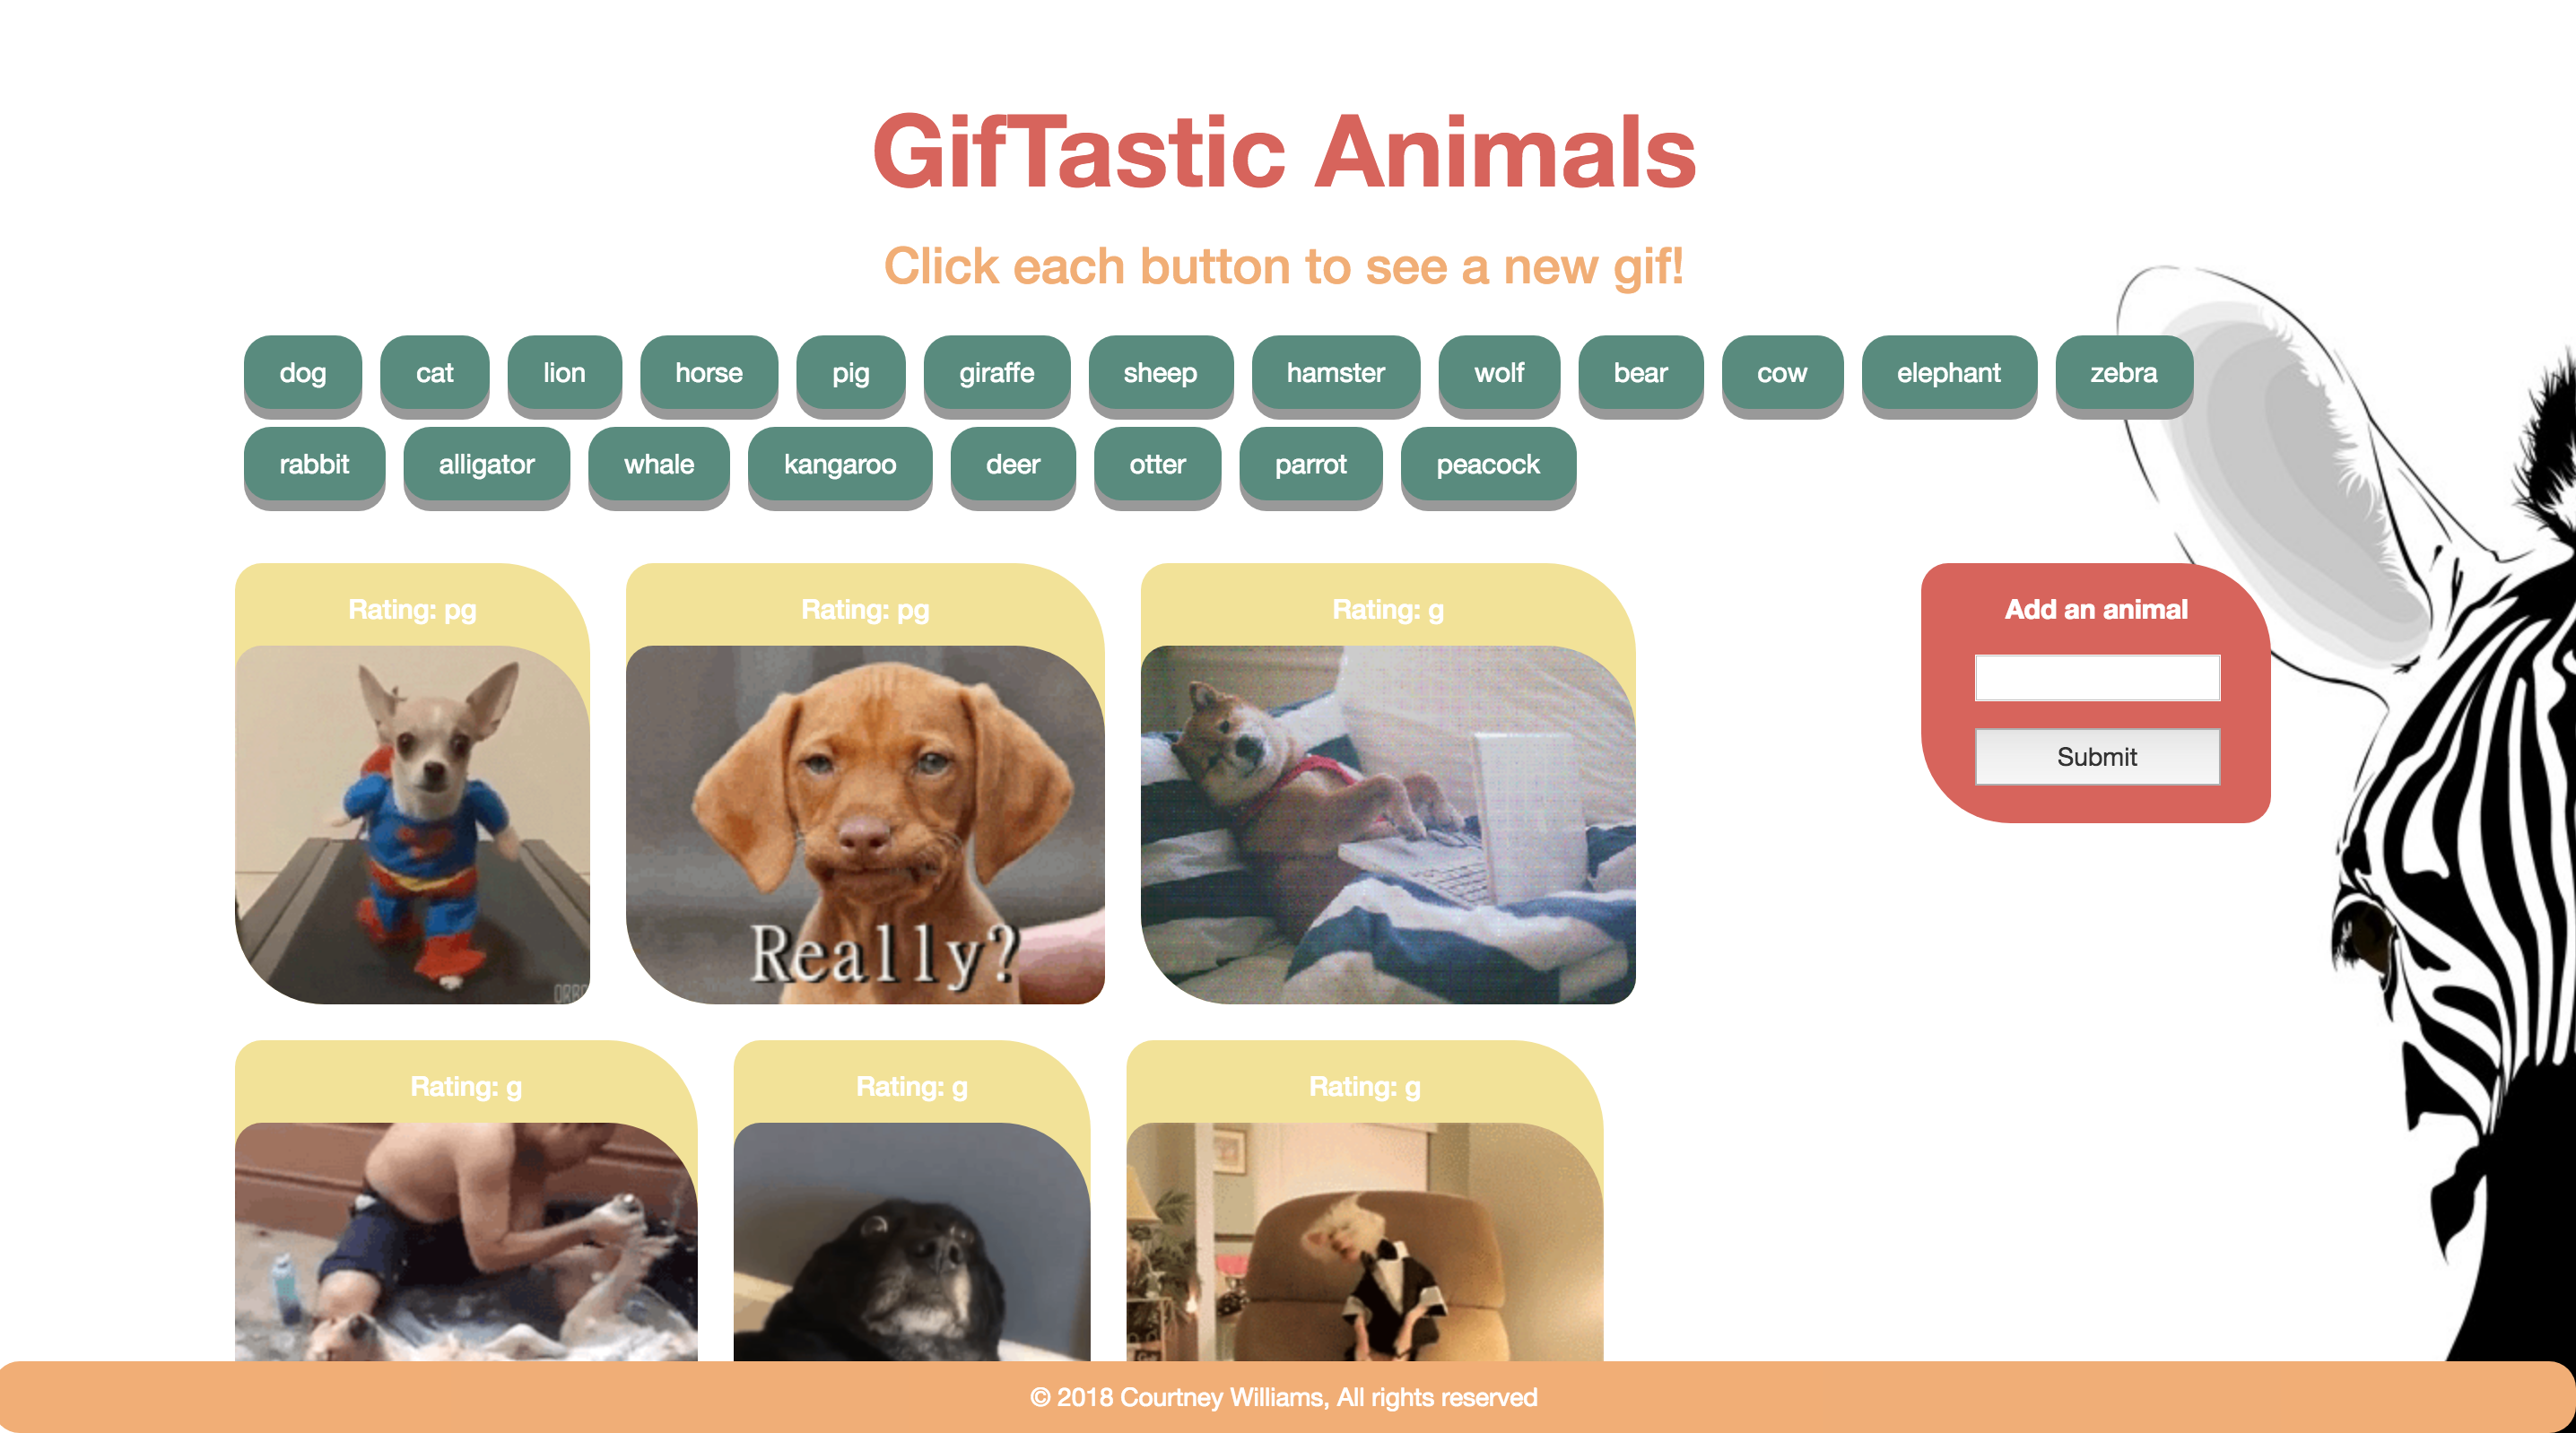 GifTastic Animals
Click each button to see a new gif!
dog cat lion horse pig giraffe sheep hamster wolf bear cow elephant zebra
rabbit alligator whale kangaroo deer otter parrot peacock
Rating: pg
Rating: pg
Really?
Rating: g
Add an animal
Submit
Rating: g
Rating: g
Rating: g
© 2018 Courtney Williams, All rights reserved